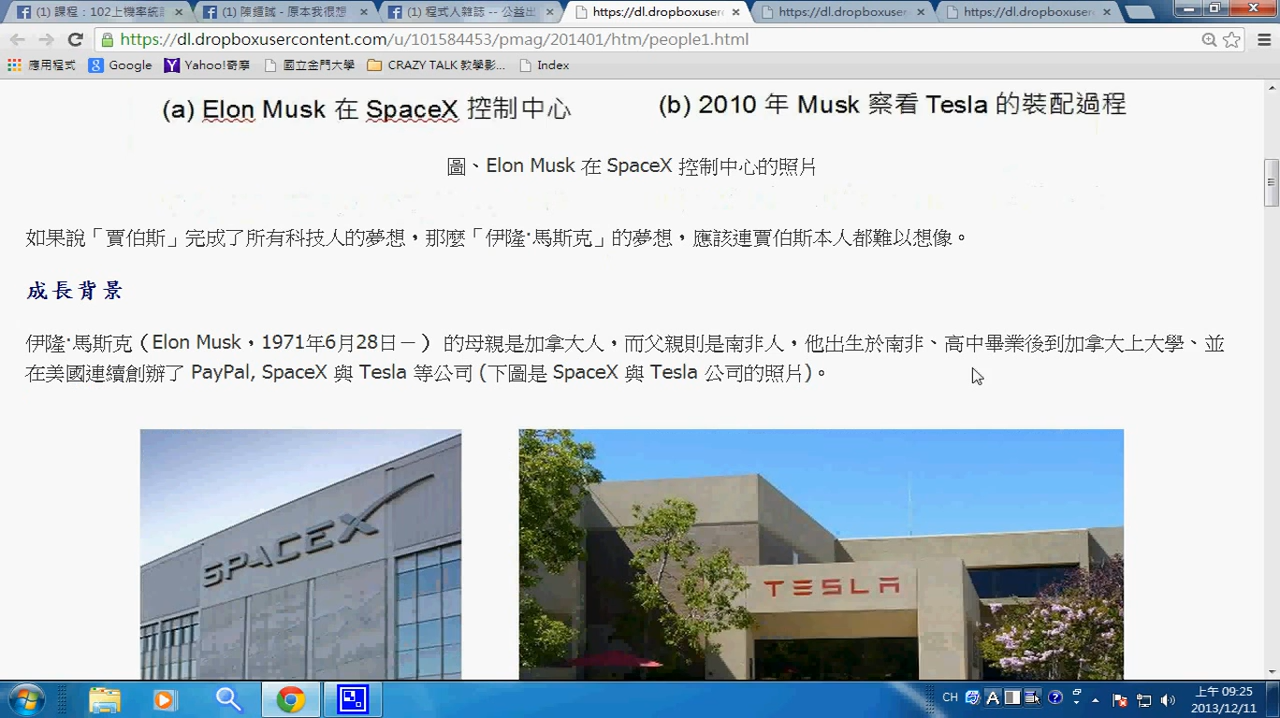 (1) 課程：102上機率統計
(1) 陳鍾誠 - 原本我很想
(1) 程式人雜誌 -- 公益出
https://dl.dropboxuser
https://dl.dropboxuser
https://dl.dropboxuser
https://dl.dropboxusercontent.com/u/101584453/pmag/201401/htm/people1.html
應用程式 Google Yahoo!奇摩 國立金門大學 CRAZY TALK 教學影... Index
(a) Elon Musk 在 SpaceX 控制中心
(b) 2010 年 Musk 察看 Tesla 的裝配過程
圖、Elon Musk 在 SpaceX 控制中心的照片
如果說「賈伯斯」完成了所有科技人的夢想，那麼「伊隆·馬斯克」的夢想，應該連賈伯斯本人都難以想像。
成長背景
伊隆·馬斯克（Elon Musk，1971年6月28日－） 的母親是加拿大人，而父親則是南非人，他出生於南非、高中畢業後到加拿大上大學、並
在美國連續創辦了 PayPal, SpaceX 與 Tesla 等公司 (下圖是 SpaceX 與 Tesla 公司的照片)。
SPACEX
TESLA
CH
上午 09:25
2013/12/11